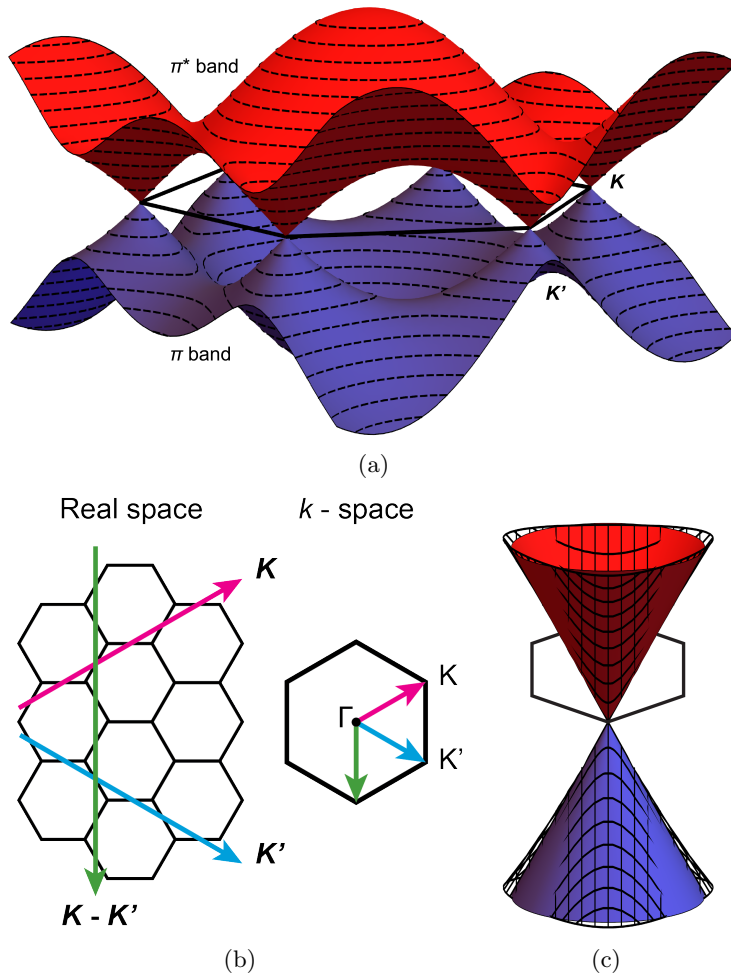 π* band
K
K'
π band
(a)
Real space
k - space
K
K
Γ
K'
K'
K - K'
(b)
(c)